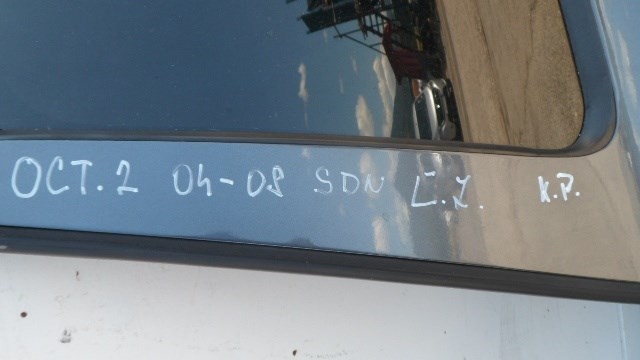 OCT. 2 04-08 SDN L.Z. K.P.